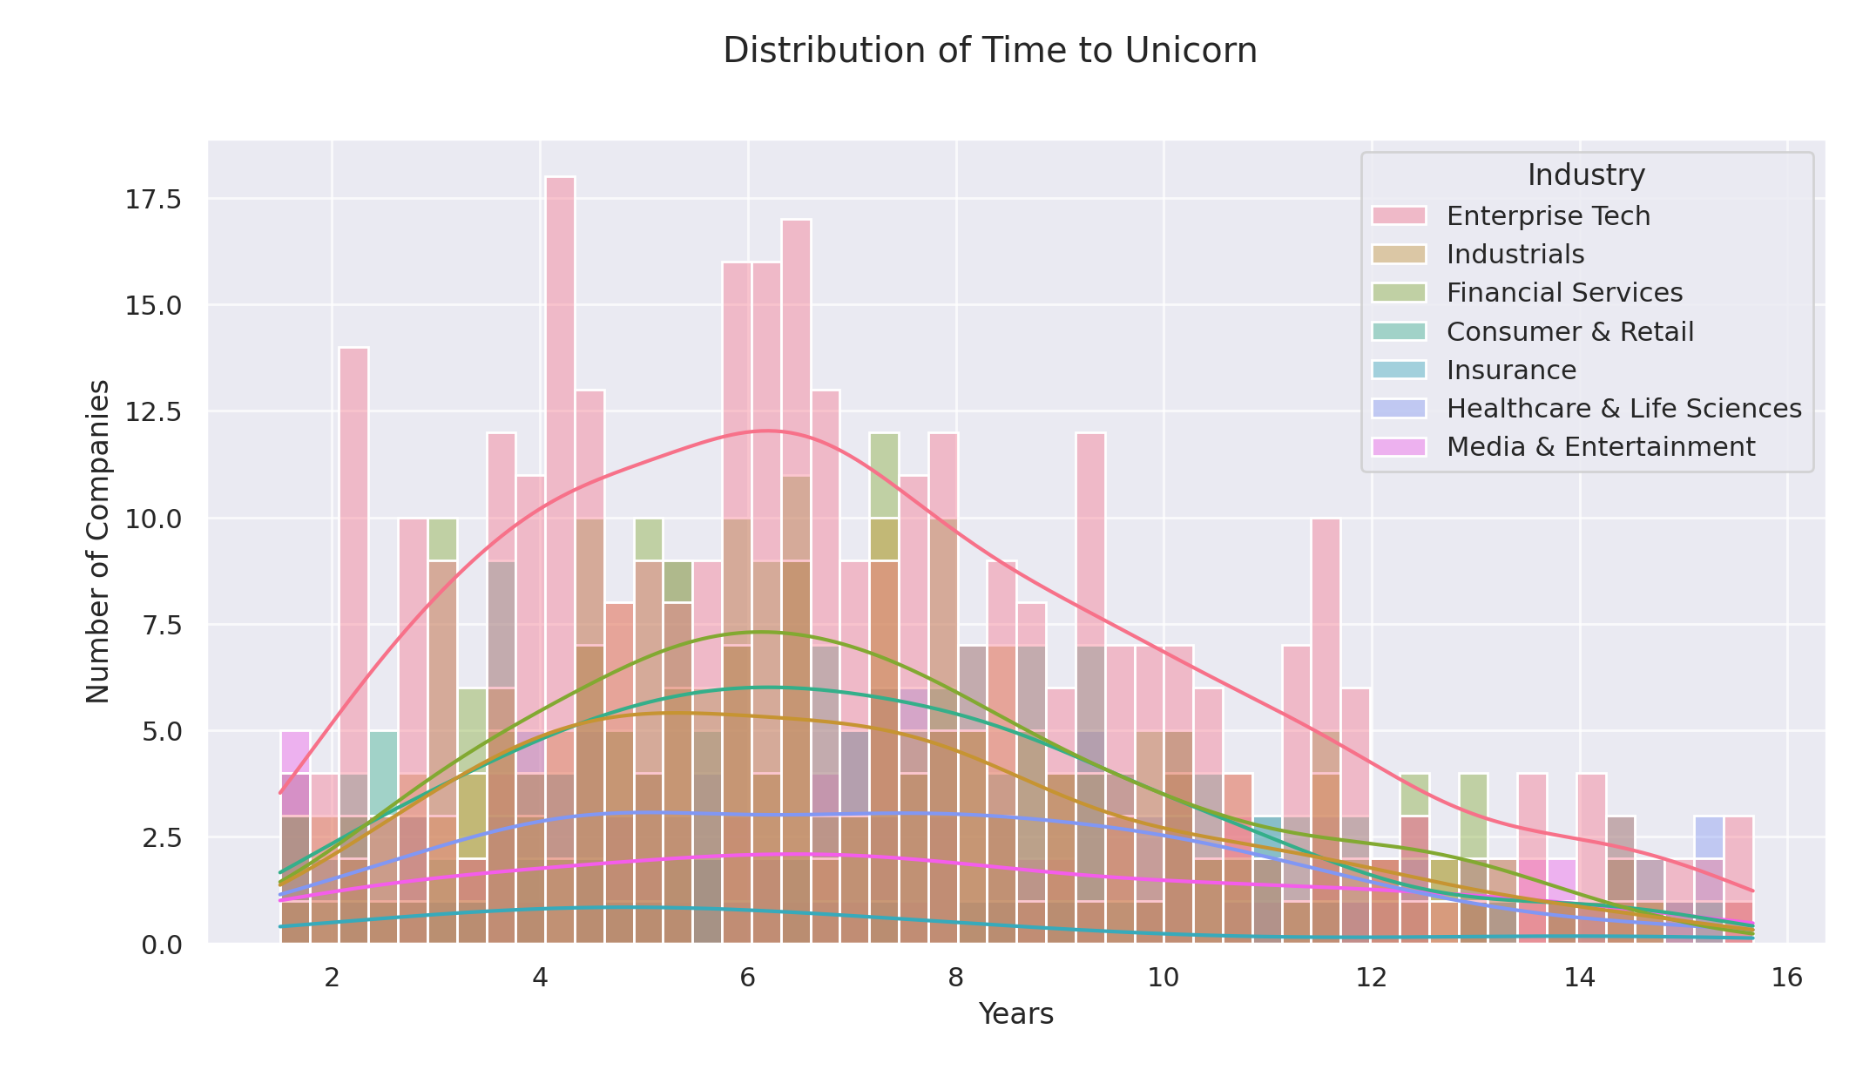 Distribution of Time to Unicorn
Industry
Enterprise Tech
Industrials
Financial Services
Consumer & Retail
Insurance
Healthcare & Life Sciences
Media & Entertainment
Number of Companies
17.5
15.0
12.5
10.0
7.5
5.0
2.5
0.0
2 4 6 8 10 12 14 16
Years